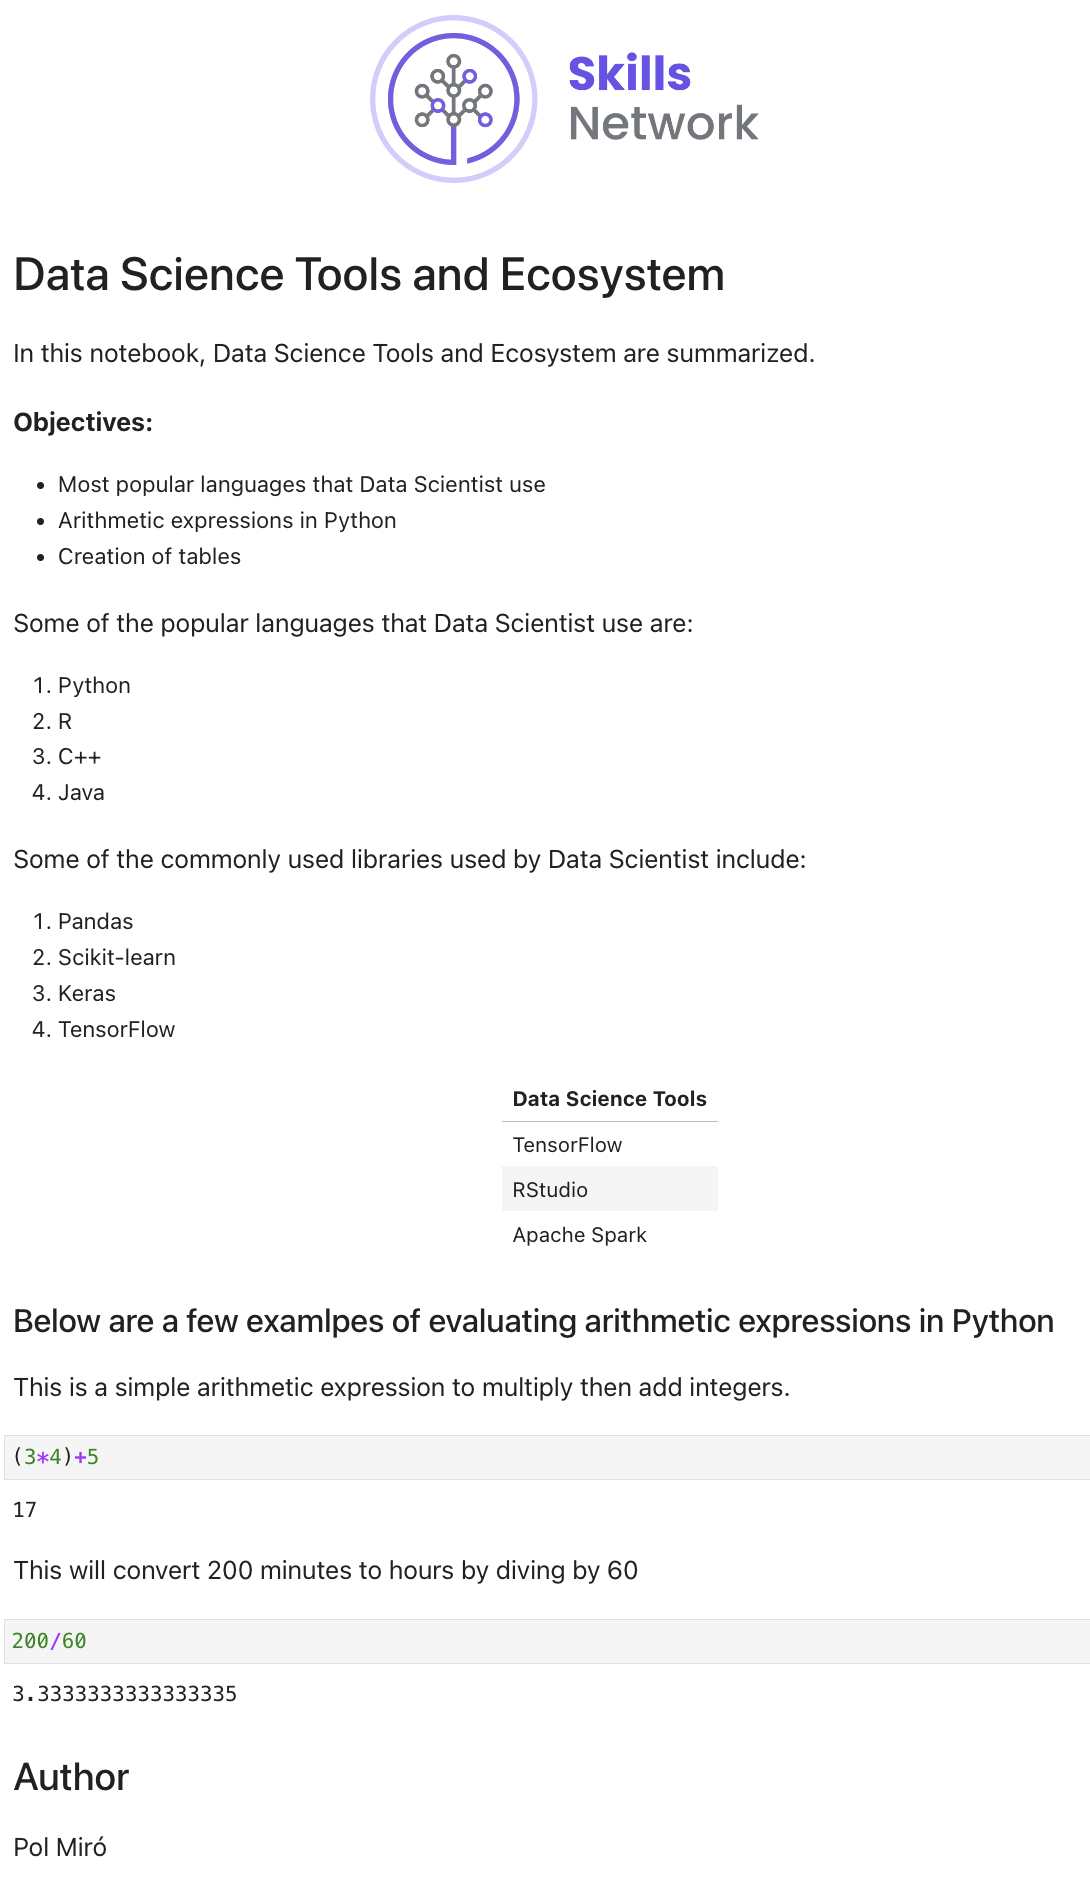 Skills
Network
Data Science Tools and Ecosystem
In this notebook, Data Science Tools and Ecosystem are summarized.
Objectives:
• Most popular languages that Data Scientist use
• Arithmetic expressions in Python
• Creation of tables
Some of the popular languages that Data Scientist use are:
1. Python
2. R
3. C++
4. Java
Some of the commonly used libraries used by Data Scientist include:
1. Pandas
2. Scikit-learn
3. Keras
4. TensorFlow
Data Science Tools
TensorFlow
RStudio
Apache Spark
Below are a few examlpes of evaluating arithmetic expressions in Python
This is a simple arithmetic expression to multiply then add integers.
(3*4)+5
17
This will convert 200 minutes to hours by diving by 60
200/60
3.3333333333333335
Author
Pol Miró